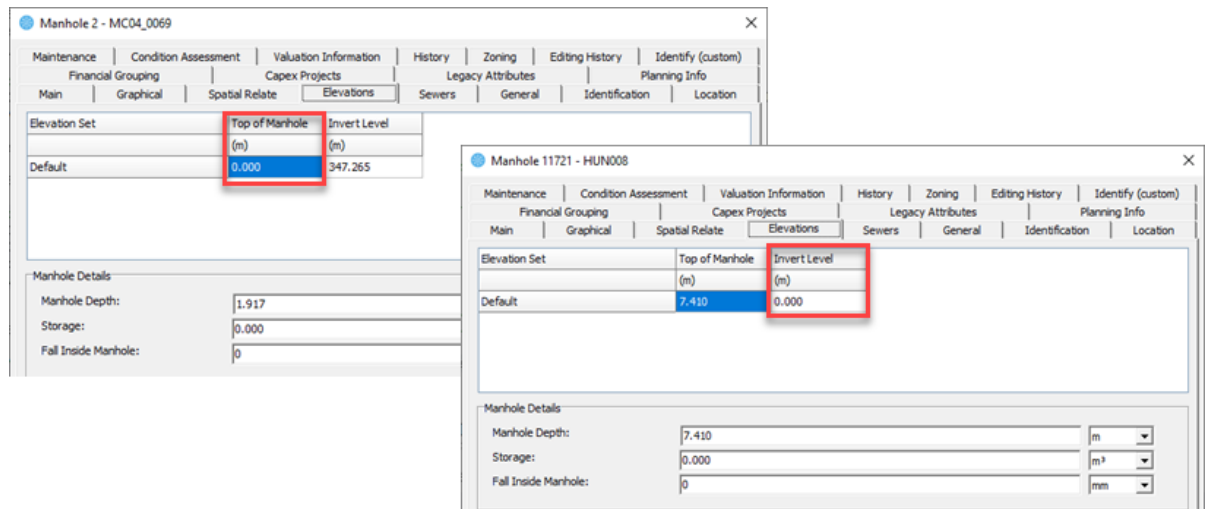 Manhole 2 - MC04_0069
Maintenance Condition Assessment Valuation Information History Zoning Editing History Identify (custom)
Financial Grouping Capex Projects Legacy Attributes Planning Info
Main Graphical Spatial Relate Elevations Sewers General Identification Location
Elevation Set Top of Manhole Invert Level
(m) (m)
Default 0.000 347.265
Manhole Details
Manhole Depth: 1.917
Storage: 0.000
Fall Inside Manhole: 0
Manhole 11721 - HUN008
Maintenance Condition Assessment Valuation Information History Zoning Editing History Identify (custom)
Financial Grouping Capex Projects Legacy Attributes Planning Info
Main Graphical Spatial Relate Elevations Sewers General Identification Location
Elevation Set Top of Manhole Invert Level
(m) (m)
Default 7.410 0.000
Manhole Details
Manhole Depth: 7.410 m
Storage: 0.000 m³
Fall Inside Manhole: 0 mm